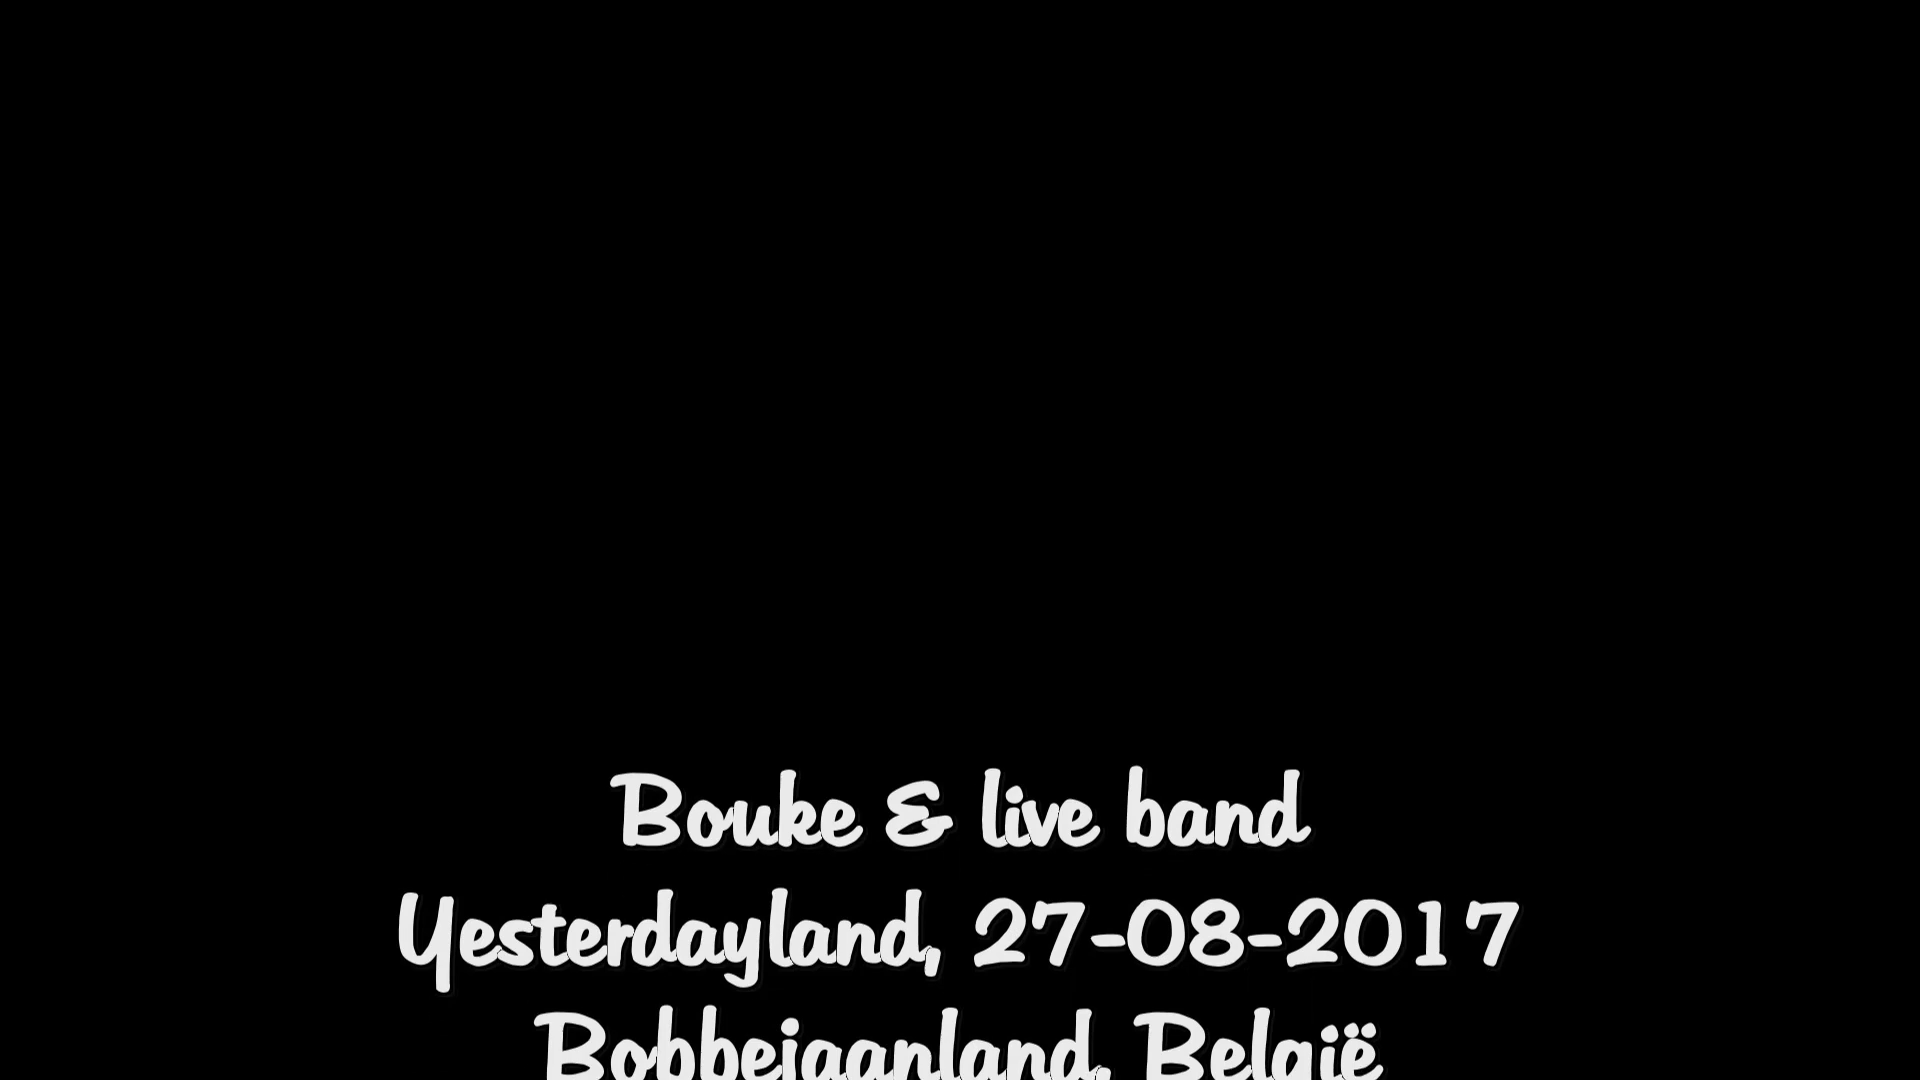 Bouke & live band
Yesterdayland, 27-08-2017
Bobbejaanland, België